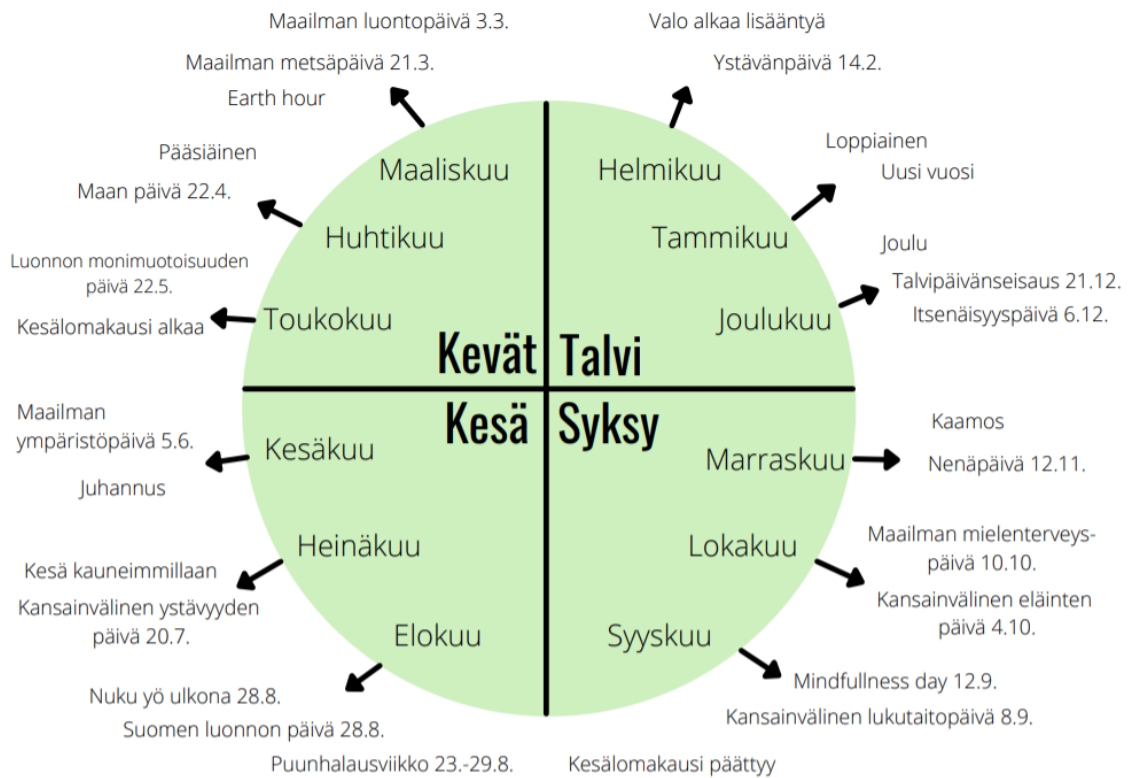 Maailman luontopäivä 3.3.
Maailman metsäpäivä 21.3.
Earth hour
Maaliskuu
Pääsiäinen
Maan päivä 22.4.
Huhtikuu
Luonnon monimuotoisuuden
päivä 22.5.
Kesälomakausi alkaa
Toukokuu
Kevät
Valo alkaa lisääntyä
Ystävänpäivä 14.2.
Helmikuu
Loppiainen
Uusi vuosi
Tammikuu
Joulu
Talvipäivänseisaus 21.12.
Itsenäisyyspäivä 6.12.
Joulukuu
Talvi
Kesä
Maailman
ympäristöpäivä 5.6.
Juhannus
Kesäkuu
Heinäkuu
Kesä kauneimmillaan
Kansainvälinen ystävyyden
päivä 20.7.
Elokuu
Nuku yö ulkona 28.8.
Suomen luonnon päivä 28.8.
Puunhalausviikko 23.-29.8.
Syksy
Kaamos
Nenäpäivä 12.11.
Marraskuu
Lokakuu
Maailman mielenterveys-
päivä 10.10.
Kansainvälinen eläinten
päivä 4.10.
Syyskuu
Mindfullness day 12.9.
Kansainvälinen lukutaitopäivä 8.9.
Kesälomakausi päättyy